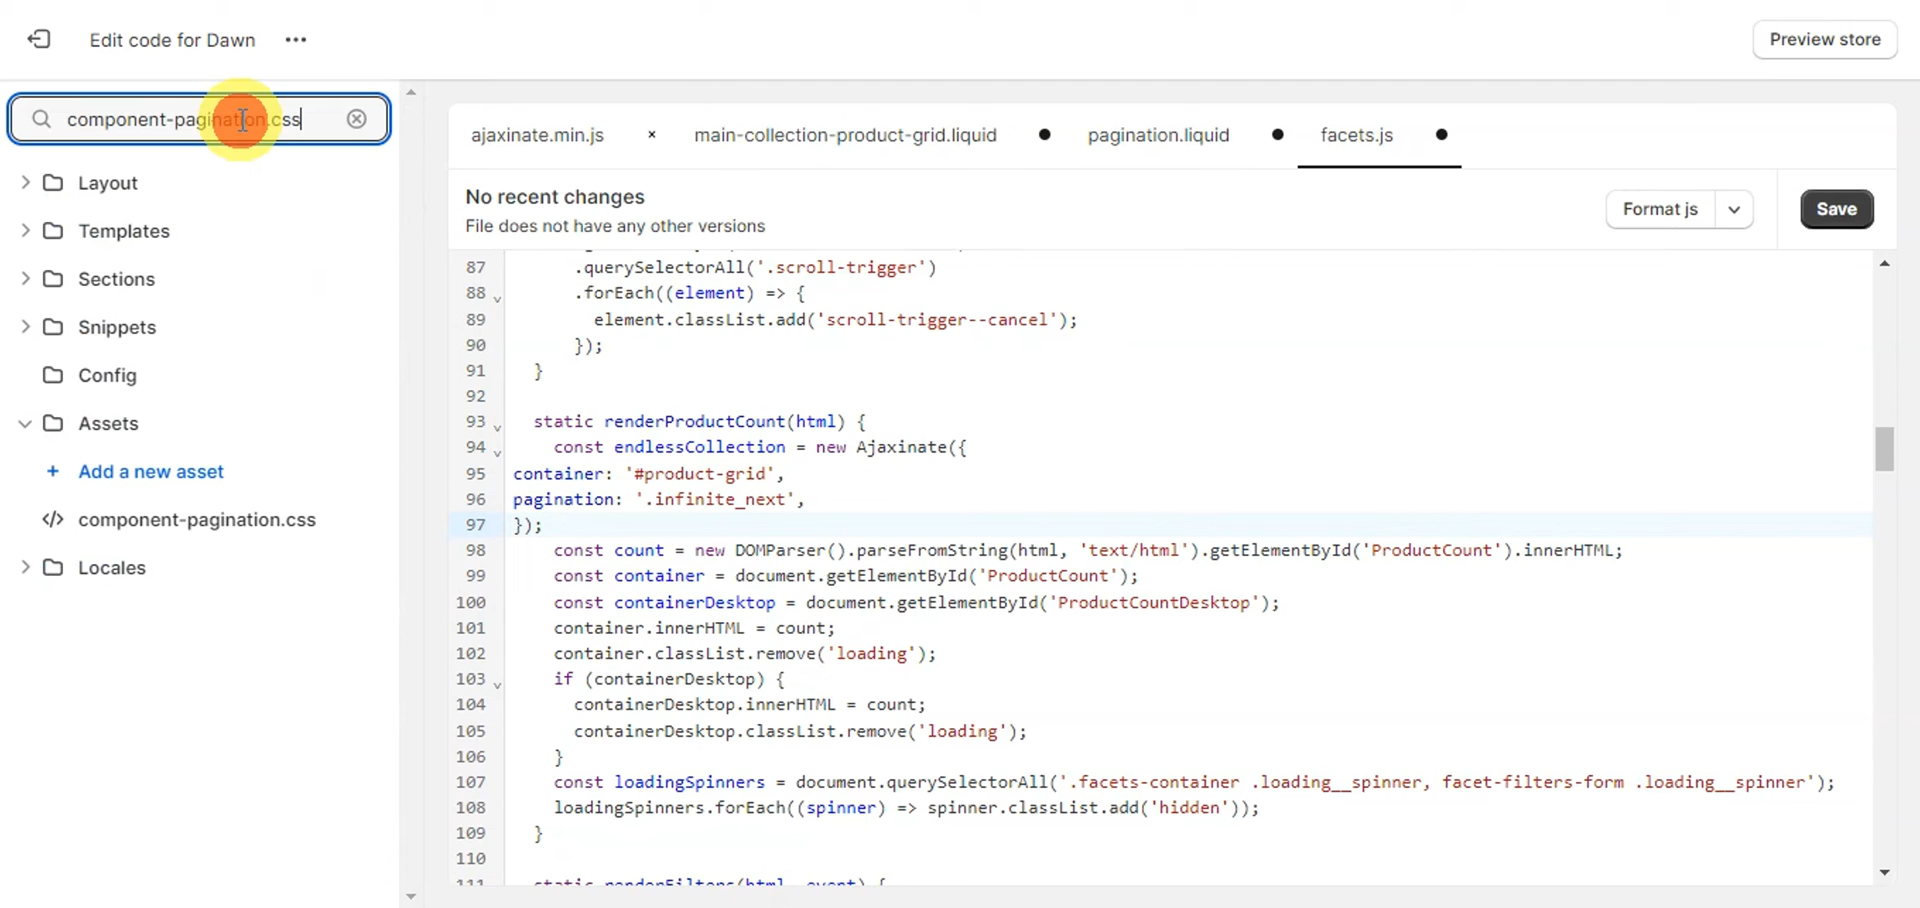 Edit code for Dawn
Preview store
component-pagination.css
Layout
Templates
Sections
Snippets
Config
Assets
+ Add a new asset
</> component-pagination.css
Locales
ajaxinate.min.js × main-collection-product-grid.liquid ● pagination.liquid ● facets.js ●
No recent changes
File does not have any other versions
Format js
Save
87 .querySelectorAll('.scroll-trigger')
88 .forEach((element) => {
89 element.classList.add('scroll-trigger--cancel');
90 });
91 }
92
93 static renderProductCount(html) {
94 const endlessCollection = new Ajaxinate({
95 container: '#product-grid',
96 pagination: '.infinite_next',
97 });
98 const count = new DOMParser().parseFromString(html, 'text/html').getElementById('ProductCount').innerHTML;
99 const container = document.getElementById('ProductCount');
100 const containerDesktop = document.getElementById('ProductCountDesktop');
101 container.innerHTML = count;
102 container.classList.remove('loading');
103 if (containerDesktop) {
104 containerDesktop.innerHTML = count;
105 containerDesktop.classList.remove('loading');
106 }
107 const loadingSpinners = document.querySelectorAll('.facets-container .loading__spinner, facet-filters-form .loading__spinner');
108 loadingSpinners.forEach((spinner) => spinner.classList.add('hidden'));
109 }
110
111 static renderFilters(html, event) {